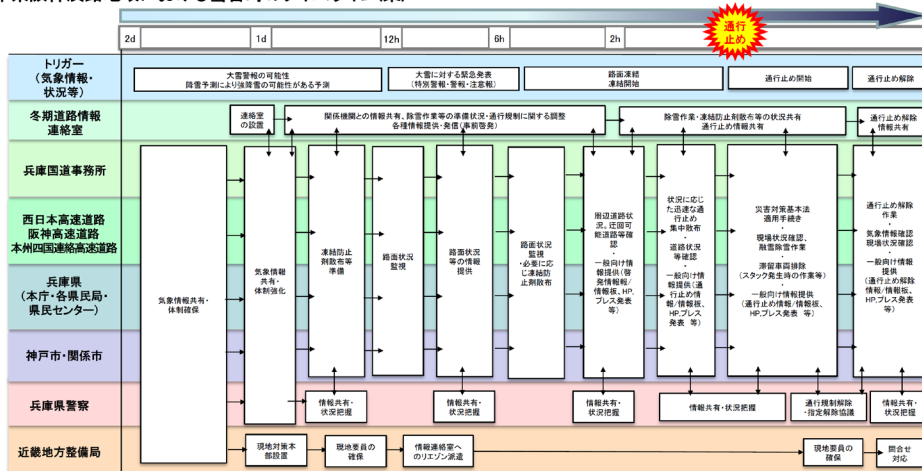 2d
1d
12h
6h
2h
通行
止め
トリガー
(気象情報・
状況等)
大雪警報の可能性
降雪予測により強降雪の可能性がある予測
大雪に対する緊急発表
(特別警報・警報・注意報)
路面凍結
凍結開始
通行止め開始
通行止め解除
冬期道路情報
連絡室
連絡室
の設置
関係機関との情報共有、除雪作業等の準備状況・通行規制に関する調整
各種情報提供・発信(事前啓発)
除雪作業・凍結防止剤散布等の状況共有
通行止め情報共有
通行止め解除
情報共有
兵庫国道事務所
西日本高速道路
阪神高速道路
本州四国連絡高速道路
兵庫県
(本庁・各県民局・
県民センター)
神戸市・関係市
気象情報共有・
体制確保
気象情報
共有・
体制強化
凍結防止
剤散布等
準備
路面状況
監視
路面状況
等の情報
提供
路面状況
監視
・必要に応
じ凍結防
止剤散布
周辺道路状
況。迂回可
能道路等確
認
・
一般向け情
報提供(啓
発情報報/
情報板、HP、
プレス発表
等)
状況に応じ
た迅速な通
行止め
集中散布
・
道路状況
等確認
・
一般向け情
報提供(通
行止め情
報/情報板、
HP,プレス
発表 等)
災害対策基本法
適用手続き
・
現場状況確認、
融雪除雪作業
・
滞留車両排除
(スタック発生時の作業等)
・
一般向け情報提供
(通行止め情報/情報板、
HP,プレス発表 等)
通行止め解除
作業
・
気象情報確認
現場状況確認
・
一般向け情報
提供
(通行止め解除
情報/情報板、
HP,プレス発表
等)
兵庫県警察
情報共有・
状況把握
情報共有・
状況把握
情報共有・
状況把握
情報共有・状況把握
通行規制解除
・指定解除協議
情報共有・
状況把握
近畿地方整備局
現地対策本
部設置
現地要員の
確保
情報連絡室へ
のリエゾン派遣
現地要員の
確保
問合せ
対応